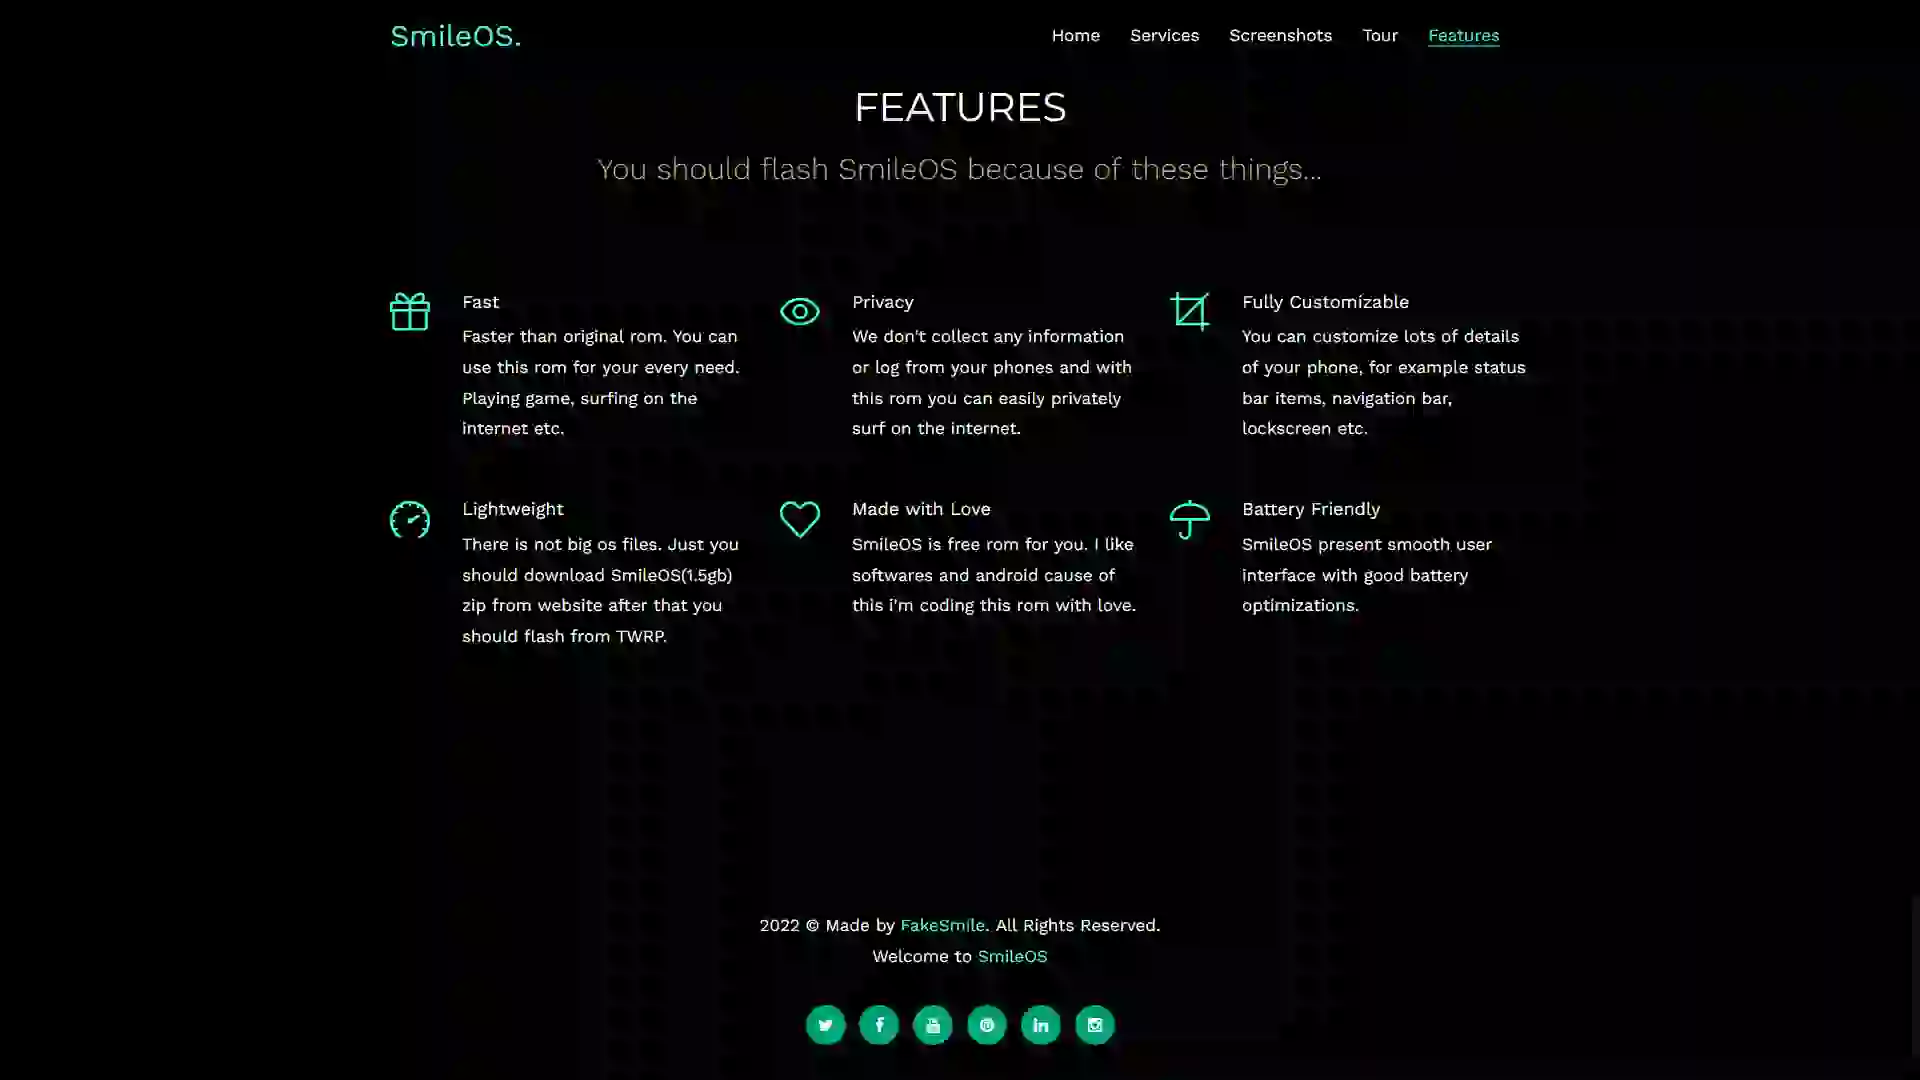 SmileOS.
Home Services Screenshots Tour Features
FEATURES
You should flash SmileOS because of these things...
Fast
Faster than original rom. You can
use this rom for your every need.
Playing game, surfing on the
internet etc.
Privacy
We don't collect any information
or log from your phones and with
this rom you can easily privately
surf on the internet.
Fully Customizable
You can customize lots of details
of your phone, for example status
bar items, navigation bar,
lockscreen etc.
Lightweight
There is not big os files. Just you
should download SmileOS(1.5gb)
zip from website after that you
should flash from TWRP.
Made with Love
SmileOS is free rom for you. I like
softwares and android cause of
this i'm coding this rom with love.
Battery Friendly
SmileOS present smooth user
interface with good battery
optimizations.
2022 © Made by FakeSmile. All Rights Reserved.
Welcome to SmileOS